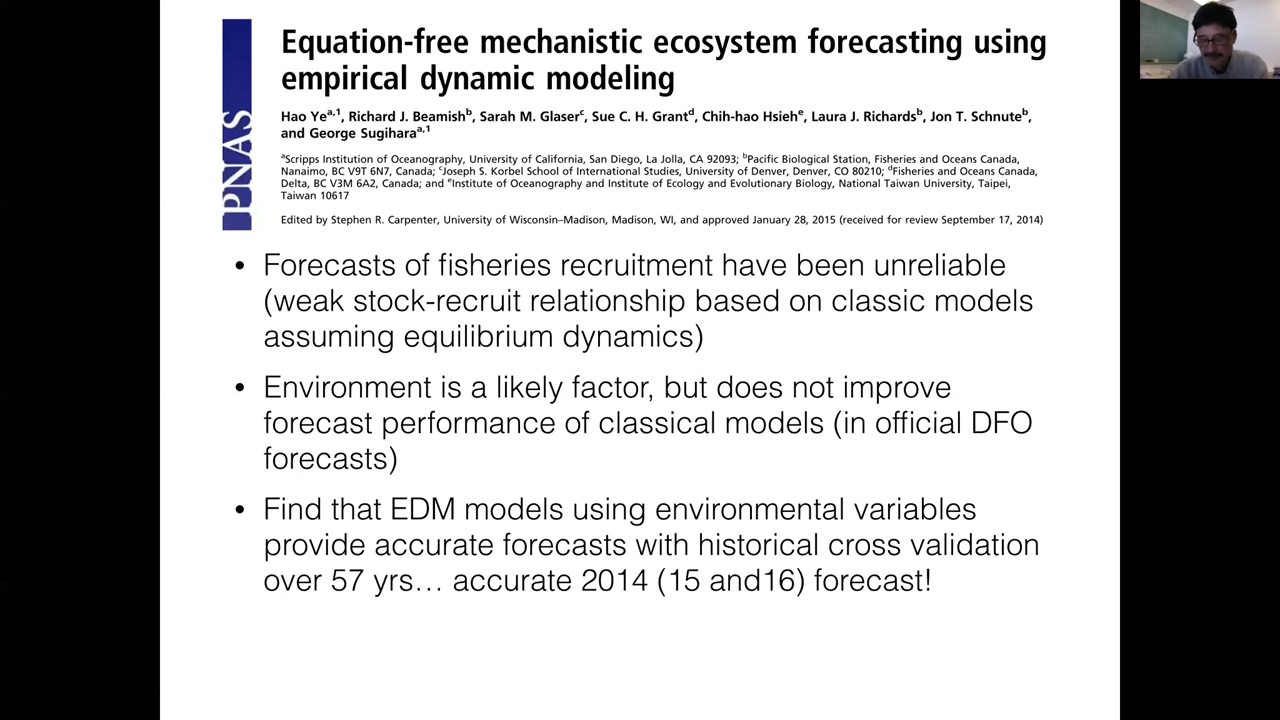 PNAS
Equation-free mechanistic ecosystem forecasting using
empirical dynamic modeling
Hao Yeᵃ,¹, Richard J. Beamishᵇ, Sarah M. Glaserᶜ, Sue C. H. Grantᵈ, Chih-hao Hsiehᵉ, Laura J. Richardsᵇ, Jon T. Schnuteᵇ,
and George Sugiharaᵃ,¹
ᵃScripps Institution of Oceanography, University of California, San Diego, La Jolla, CA 92093; ᵇPacific Biological Station, Fisheries and Oceans Canada,
Nanaimo, BC V9T 6N7, Canada; ᶜJoseph S. Korbel School of International Studies, University of Denver, Denver, CO 80210; ᵈFisheries and Oceans Canada,
Delta, BC V3M 6A2, Canada; and ᵉInstitute of Oceanography and Institute of Ecology and Evolutionary Biology, National Taiwan University, Taipei,
Taiwan 10617
Edited by Stephen R. Carpenter, University of Wisconsin–Madison, Madison, WI, and approved January 28, 2015 (received for review September 17, 2014)
• Forecasts of fisheries recruitment have been unreliable
(weak stock-recruit relationship based on classic models
assuming equilibrium dynamics)
• Environment is a likely factor, but does not improve
forecast performance of classical models (in official DFO
forecasts)
• Find that EDM models using environmental variables
provide accurate forecasts with historical cross validation
over 57 yrs… accurate 2014 (15 and16) forecast!